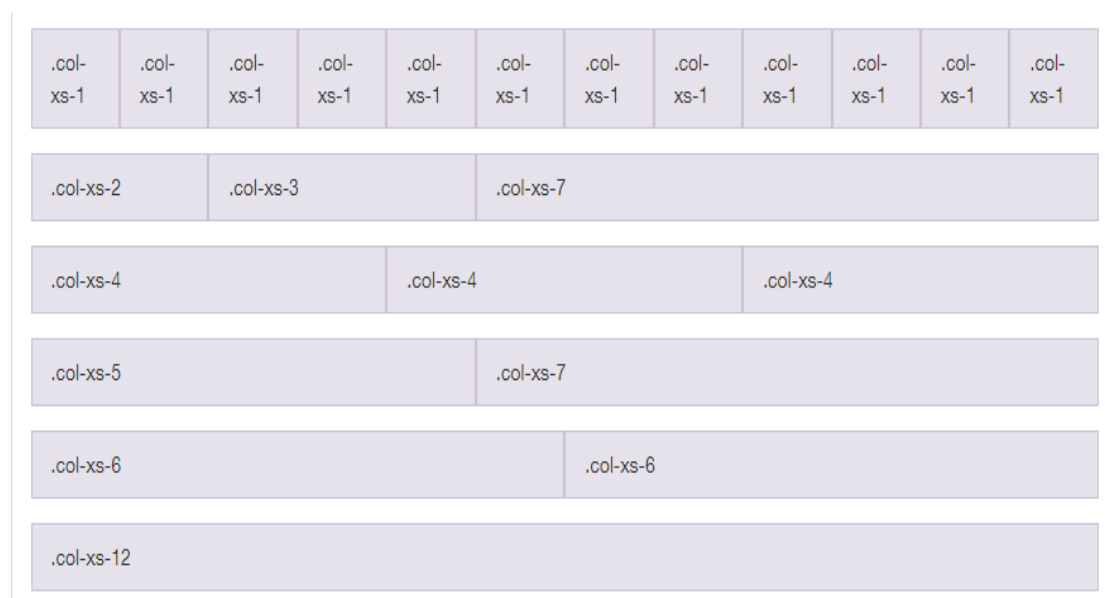 .col- .col- .col- .col- .col- .col- .col- .col- .col- .col- .col- .col-
xs-1 xs-1 xs-1 xs-1 xs-1 xs-1 xs-1 xs-1 xs-1 xs-1 xs-1 xs-1
.col-xs-2 .col-xs-3 .col-xs-7
.col-xs-4 .col-xs-4 .col-xs-4
.col-xs-5 .col-xs-7
.col-xs-6 .col-xs-6
.col-xs-12